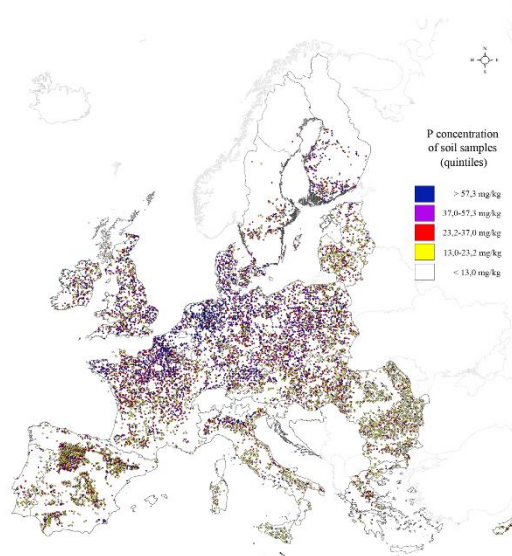 N
E
S
P concentration
of soil samples
(quintiles)
> 57,3 mg/kg
37,0-57,3 mg/kg
23,2-37,0 mg/kg
13,0-23,2 mg/kg
< 13,0 mg/kg